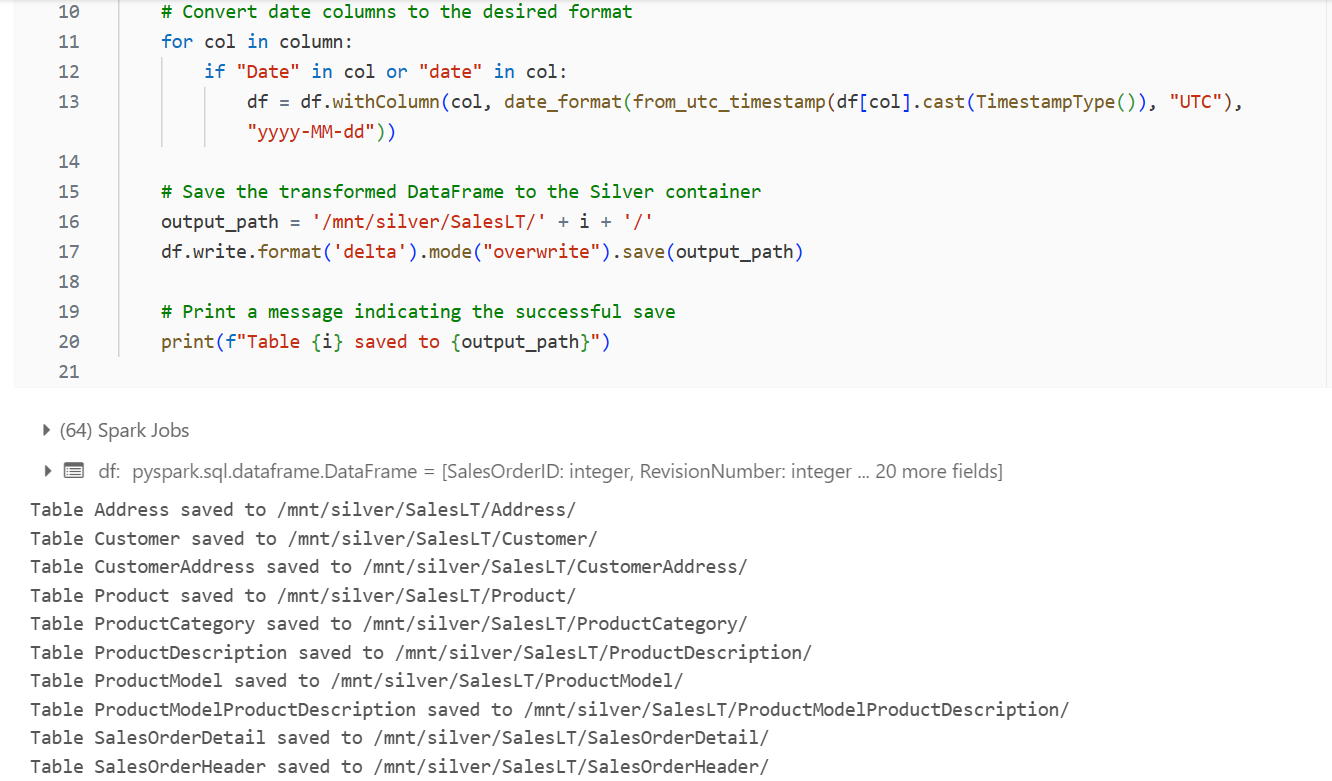 10 # Convert date columns to the desired format
11 for col in column:
12 if "Date" in col or "date" in col:
13 df = df.withColumn(col, date_format(from_utc_timestamp(df[col].cast(TimestampType()), "UTC"),
"yyyy-MM-dd"))
14
15 # Save the transformed DataFrame to the Silver container
16 output_path = '/mnt/silver/SalesLT/' + i + '/'
17 df.write.format('delta').mode("overwrite").save(output_path)
18
19 # Print a message indicating the successful save
20 print(f"Table {i} saved to {output_path}")
21
(64) Spark Jobs
df: pyspark.sql.dataframe.DataFrame = [SalesOrderID: integer, RevisionNumber: integer ... 20 more fields]
Table Address saved to /mnt/silver/SalesLT/Address/
Table Customer saved to /mnt/silver/SalesLT/Customer/
Table CustomerAddress saved to /mnt/silver/SalesLT/CustomerAddress/
Table Product saved to /mnt/silver/SalesLT/Product/
Table ProductCategory saved to /mnt/silver/SalesLT/ProductCategory/
Table ProductDescription saved to /mnt/silver/SalesLT/ProductDescription/
Table ProductModel saved to /mnt/silver/SalesLT/ProductModel/
Table ProductModelProductDescription saved to /mnt/silver/SalesLT/ProductModelProductDescription/
Table SalesOrderDetail saved to /mnt/silver/SalesLT/SalesOrderDetail/
Table SalesOrderHeader saved to /mnt/silver/SalesLT/SalesOrderHeader/